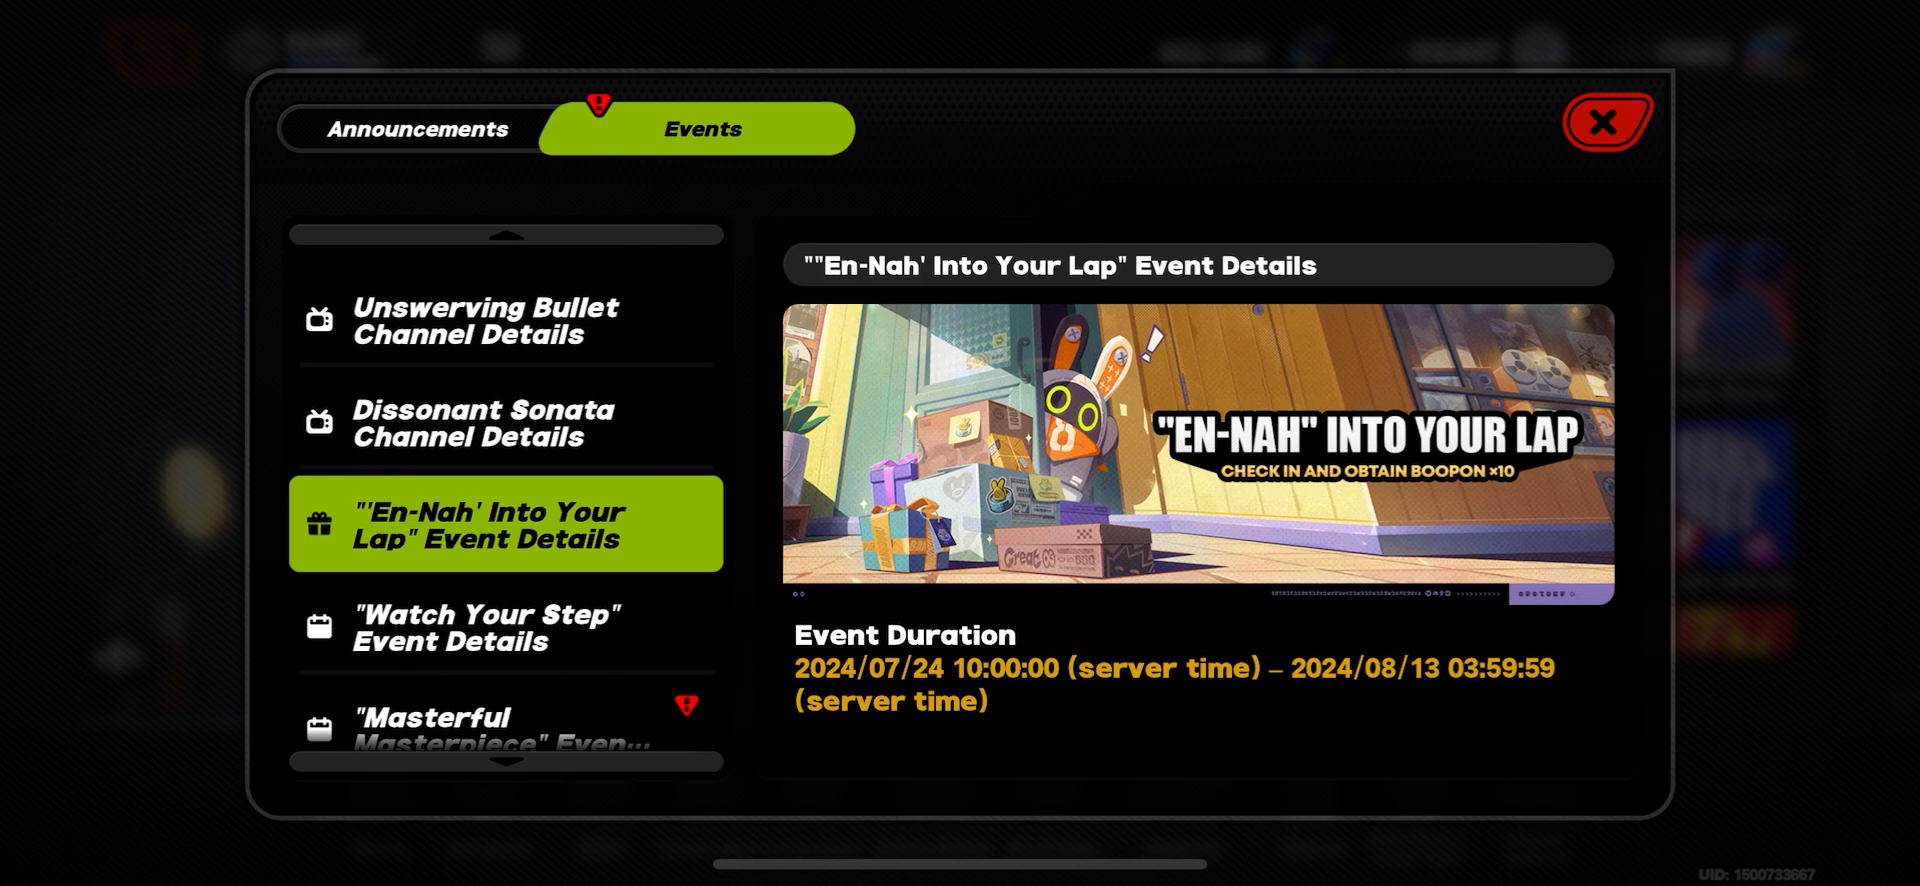 Announcements
Events
Unswerving Bullet
Channel Details
Dissonant Sonata
Channel Details
"'En-Nah' Into Your
Lap" Event Details
"Watch Your Step"
Event Details
"Masterful
Masterpiece" Even...
""En-Nah' Into Your Lap" Event Details
"EN-NAH" INTO YOUR LAP
CHECK IN AND OBTAIN BOOPON ×10
Great
Event Duration
2024/07/24 10:00:00 (server time) – 2024/08/13 03:59:59
(server time)
UID: 1500733667